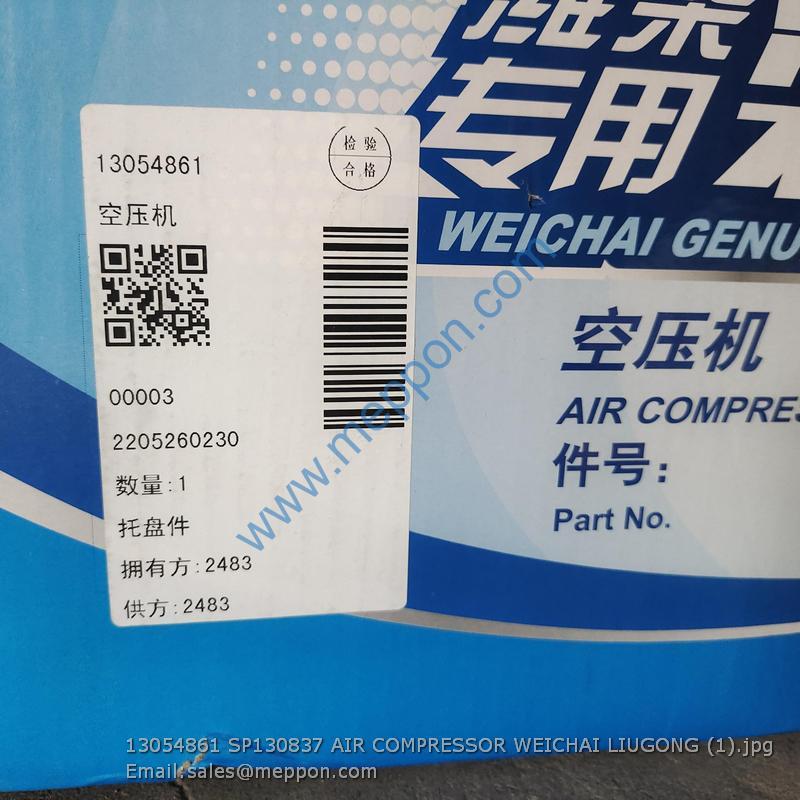 潍柴
专用
WEICHAI GENU
13054861
检验
合格
空压机
00003
2205260230
数量:1
托盘件
拥有方:2483
供方:2483
空压机
AIR COMPRES
件号:
Part No.
www.meppon.com
13054861 SP130837 AIR COMPRESSOR WEICHAI LIUGONG (1).jpg
Email:sales@meppon.com